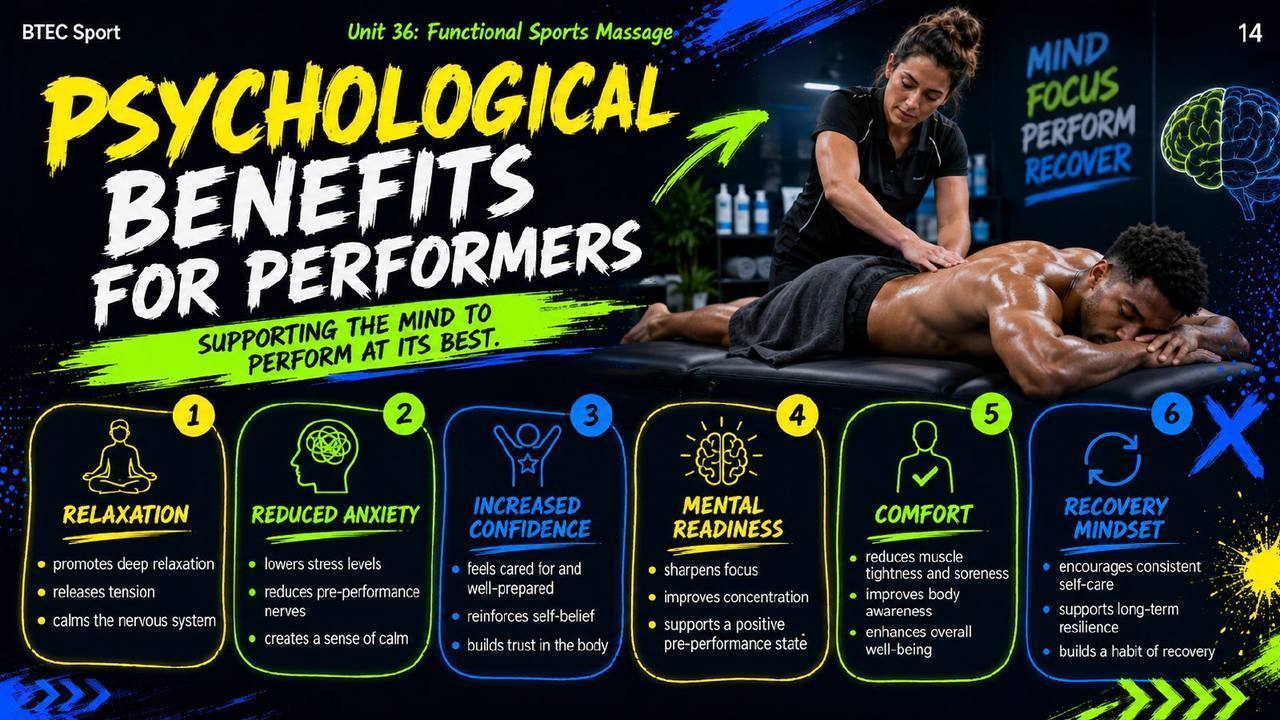 BTEC Sport
Unit 36: Functional Sports Massage
14
PSYCHOLOGICAL
BENEFITS
FOR PERFORMERS
SUPPORTING THE MIND TO
PERFORM AT ITS BEST.
MIND
FOCUS
PERFORM
RECOVER
1
RELAXATION
• promotes deep relaxation
• releases tension
• calms the nervous system
2
REDUCED ANXIETY
• lowers stress levels
• reduces pre-performance
nerves
• creates a sense of calm
3
INCREASED
CONFIDENCE
• feels cared for and
well-prepared
• reinforces self-belief
• builds trust in the body
4
MENTAL
READINESS
• sharpens focus
• improves concentration
• supports a positive
pre-performance state
5
COMFORT
• reduces muscle
tightness and soreness
• improves body
awareness
• enhances overall
well-being
6
RECOVERY
MINDSET
• encourages consistent
self-care
• supports long-term
resilience
• builds a habit of recovery